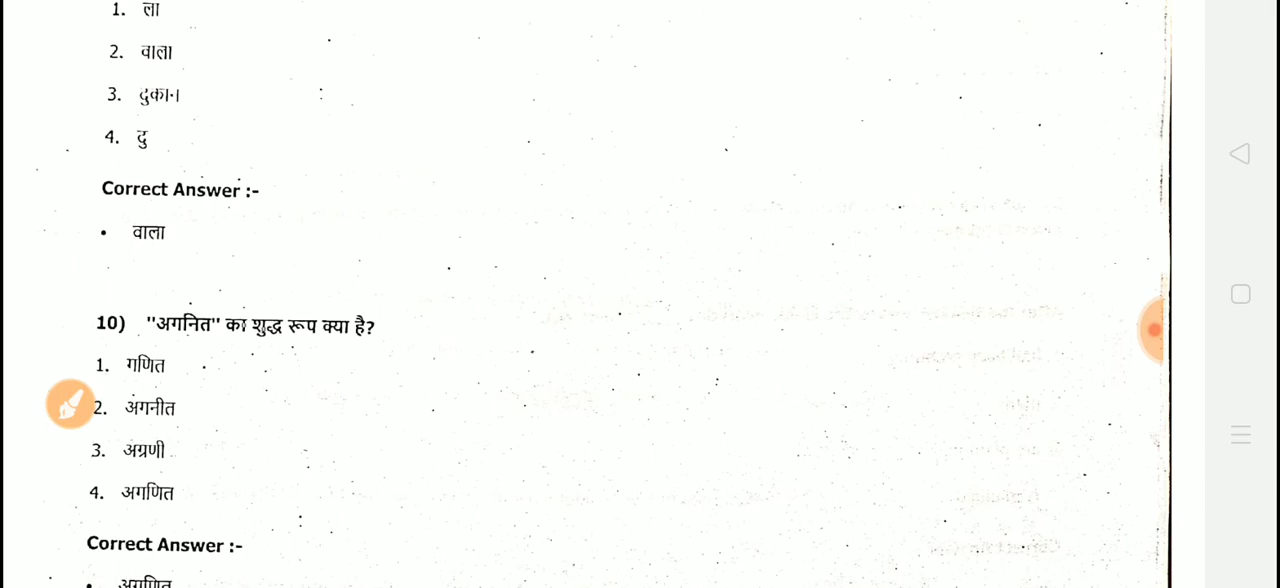 1. ला
2. वाला
3. दुकान
4. दु
Correct Answer :-
• वाला
10) "अगनित" का शुद्ध रूप क्या है?
1. गणित
2. अगनीत
3. अग्रणी
4. अगणित
Correct Answer :-
• अगणित